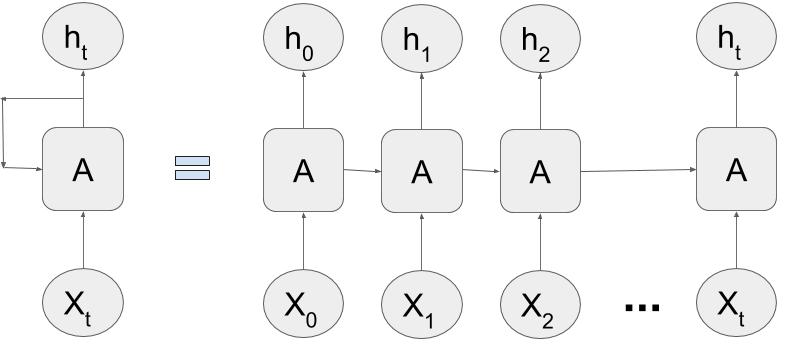 h_t h_0 h_1 h_2 h_t
A = A A A A
X_t X_0 X_1 X_2 ... X_t